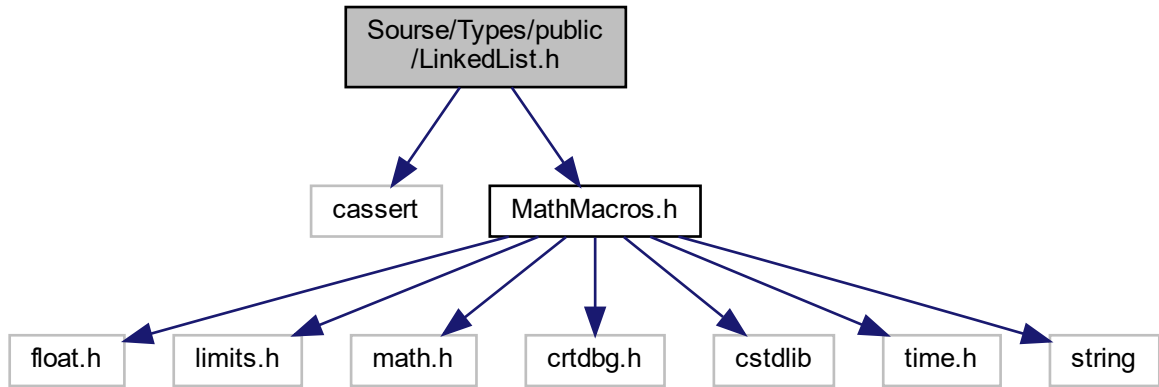 Sourse/Types/public
/LinkedList.h
cassert
MathMacros.h
float.h
limits.h
math.h
crtdbg.h
cstdlib
time.h
string